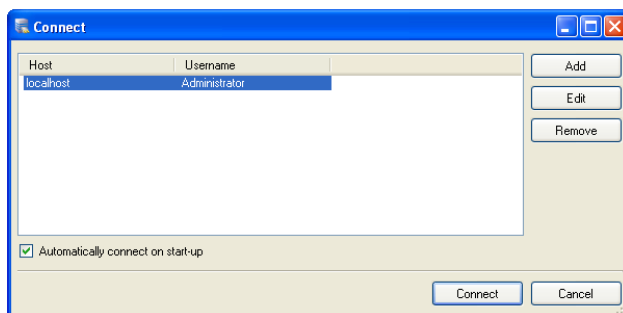 Connect
Host Username
localhost Administrator
Add
Edit
Remove
Automatically connect on start-up
Connect Cancel